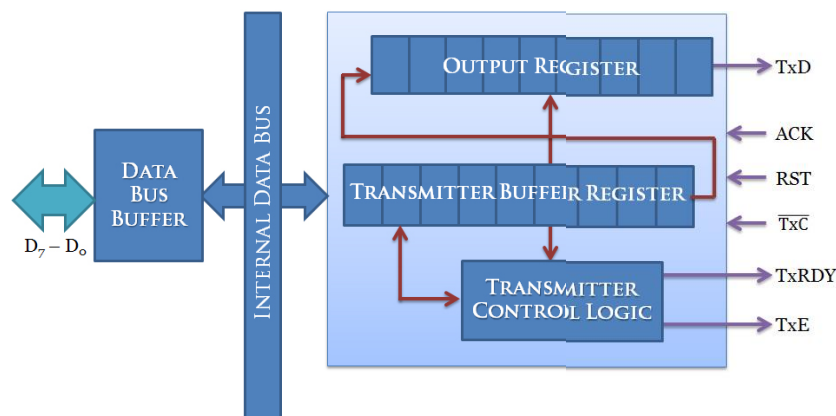 OUTPUT REGISTER
TxD
ACK
RST
T̅x̅C̅
TxRDY
TxE
INTERNAL DATA BUS
DATA
BUS
BUFFER
D₇ – D₀
TRANSMITTER BUFFER REGISTER
TRANSMITTER
CONTROL LOGIC